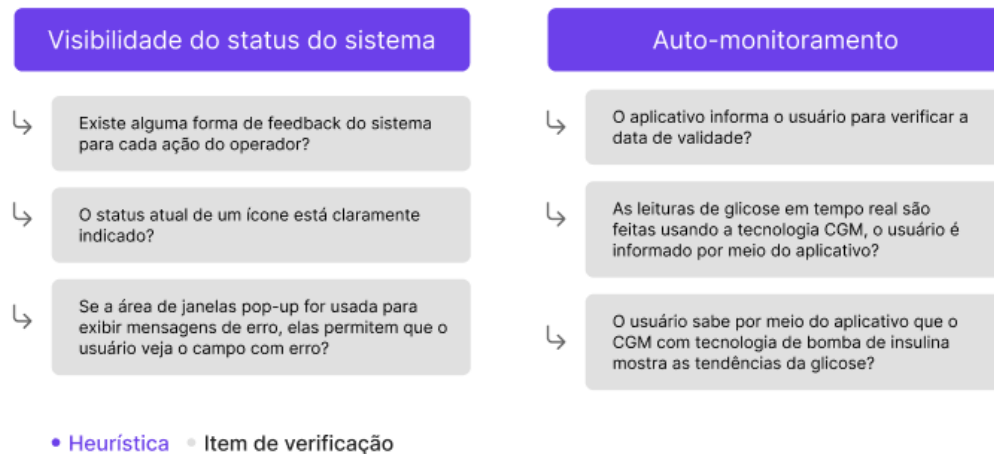 Visibilidade do status do sistema
Existe alguma forma de feedback do sistema
para cada ação do operador?
O status atual de um ícone está claramente
indicado?
Se a área de janelas pop-up for usada para
exibir mensagens de erro, elas permitem que o
usuário veja o campo com erro?
Auto-monitoramento
O aplicativo informa o usuário para verificar a
data de validade?
As leituras de glicose em tempo real são
feitas usando a tecnologia CGM, o usuário é
informado por meio do aplicativo?
O usuário sabe por meio do aplicativo que o
CGM com tecnologia de bomba de insulina
mostra as tendências da glicose?
Heurística Item de verificação